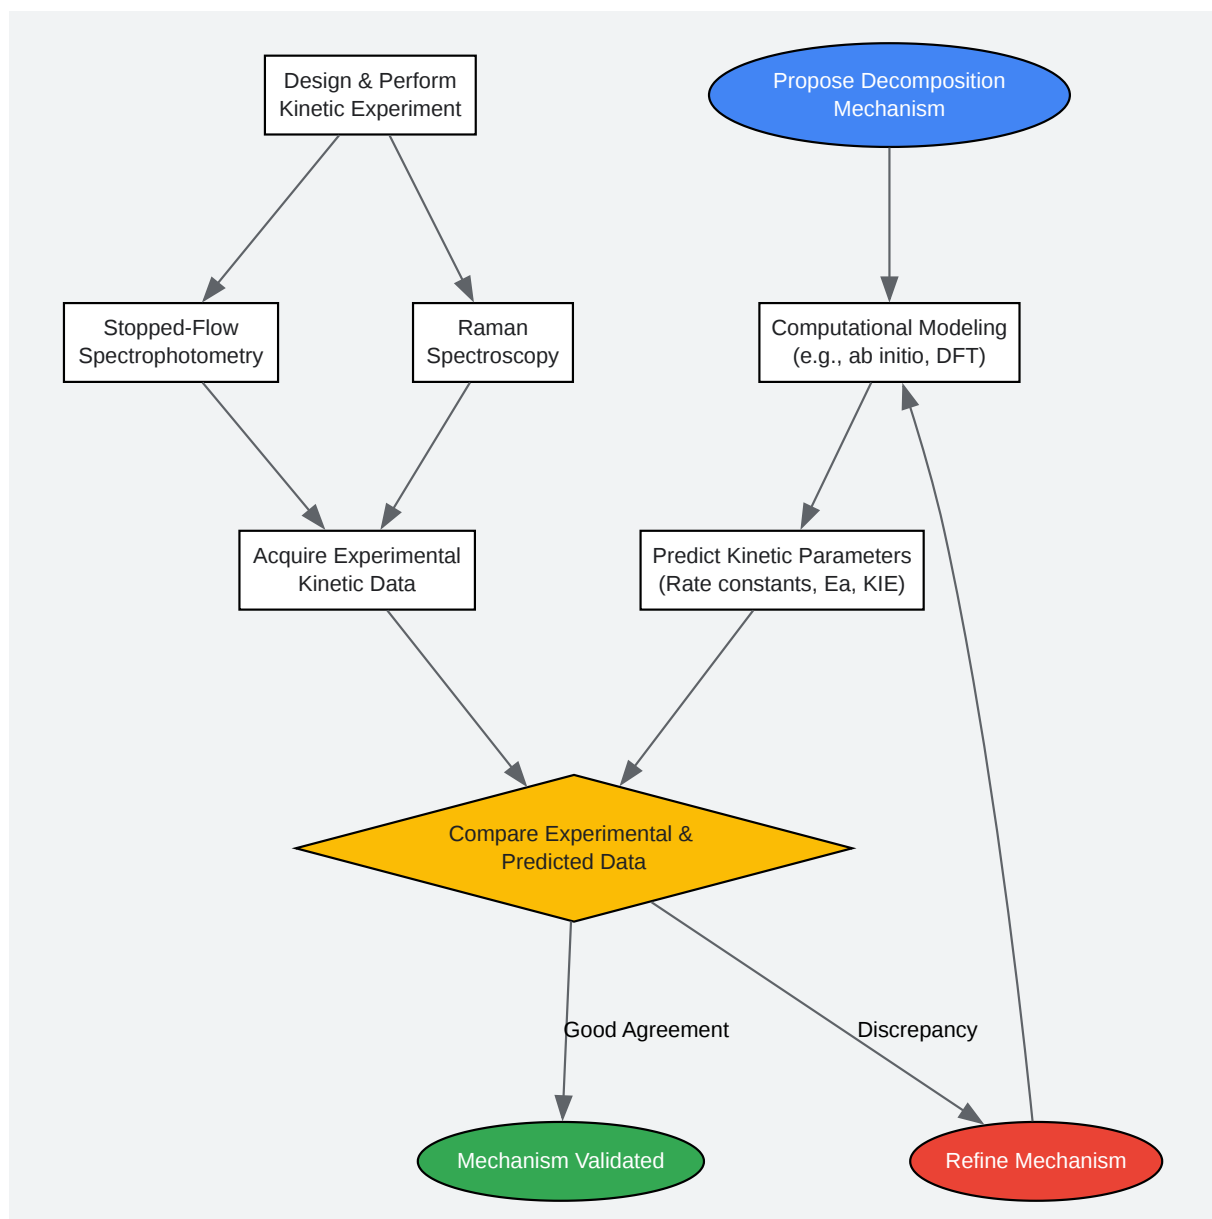 Design & Perform
Kinetic Experiment
Propose Decomposition
Mechanism
Stopped-Flow
Spectrophotometry
Raman
Spectroscopy
Computational Modeling
(e.g., ab initio, DFT)
Acquire Experimental
Kinetic Data
Predict Kinetic Parameters
(Rate constants, Ea, KIE)
Compare Experimental &
Predicted Data
Good Agreement
Discrepancy
Mechanism Validated
Refine Mechanism